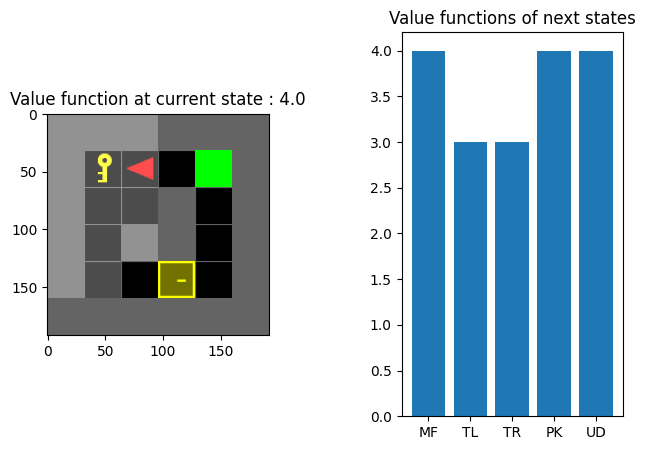 Value functions of next states
Value function at current state : 4.0
0
50
100
150
0
50
100
150
4.0
3.5
3.0
2.5
2.0
1.5
1.0
0.5
0.0
MF
TL
TR
PK
UD